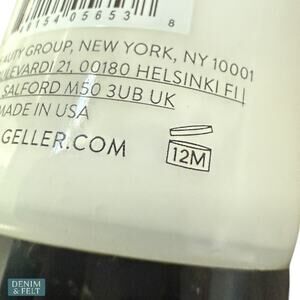 4154 05653 8
AUTY GROUP, NEW YORK, NY 10001
ULEVARDI 21, 00180 HELSINKI FI
SALFORD M50 3UB UK
MADE IN USA
GELLER.COM
12M
DENIM
& FELT